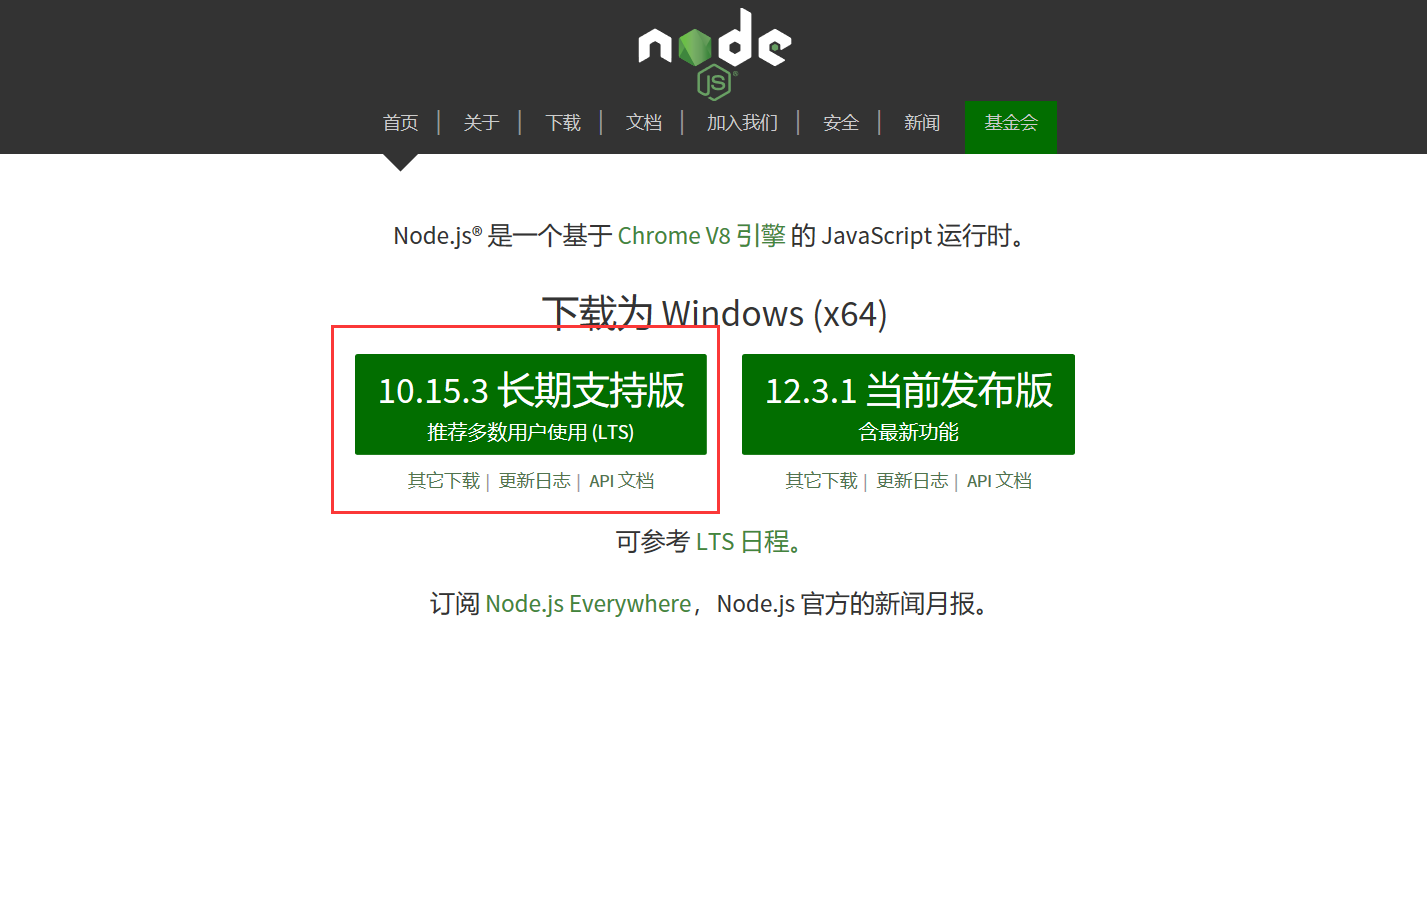 node
JS®
首页 | 关于 | 下载 | 文档 | 加入我们 | 安全 | 新闻 基金会
Node.js® 是一个基于 Chrome V8 引擎 的 JavaScript 运行时。
下载为 Windows (x64)
10.15.3 长期支持版
推荐多数用户使用 (LTS)
其它下载 | 更新日志 | API 文档
12.3.1 当前发布版
含最新功能
其它下载 | 更新日志 | API 文档
可参考 LTS 日程。
订阅 Node.js Everywhere，Node.js 官方的新闻月报。